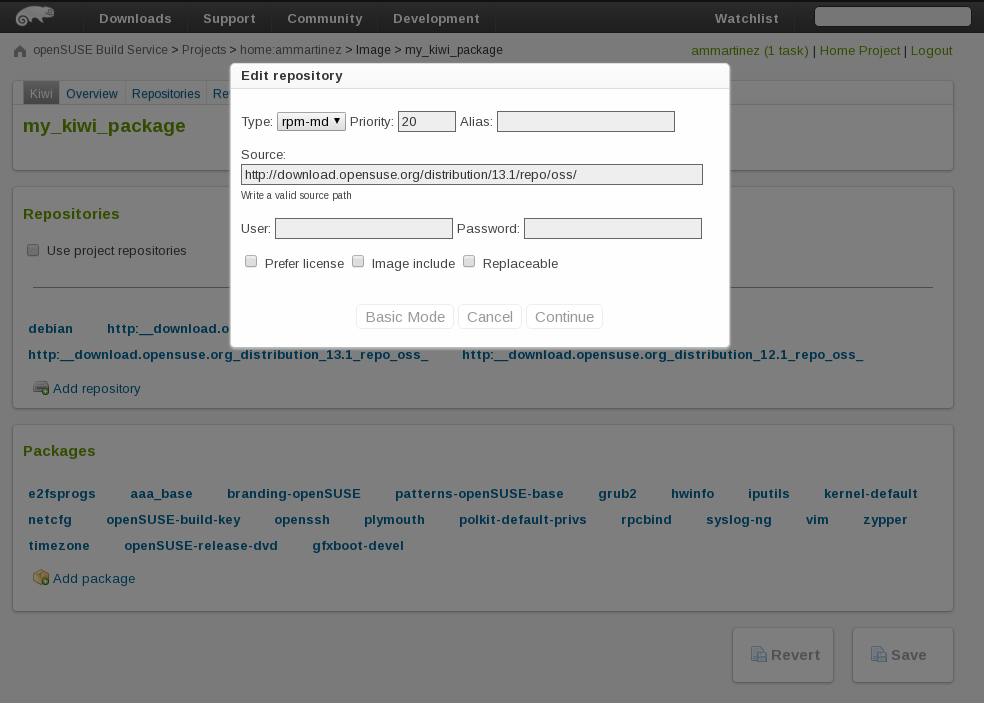 Downloads Support Community Development Watchlist
openSUSE Build Service > Projects > home:ammartinez > Image > my_kiwi_package
ammartinez (1 task) | Home Project | Logout
Edit repository
Kiwi Overview Repositories Re
my_kiwi_package
Type: rpm-md Priority: 20 Alias:
Source:
http://download.opensuse.org/distribution/13.1/repo/oss/
Write a valid source path
User: Password:
Prefer license Image include Replaceable
Basic Mode Cancel Continue
Repositories
Use project repositories
debian http:__download.o
http:__download.opensuse.org_distribution_13.1_repo_oss_ http:__download.opensuse.org_distribution_12.1_repo_oss_
Add repository
Packages
e2fsprogs aaa_base branding-openSUSE patterns-openSUSE-base grub2 hwinfo iputils kernel-default
netcfg openSUSE-build-key openssh plymouth polkit-default-privs rpcbind syslog-ng vim zypper
timezone openSUSE-release-dvd gfxboot-devel
Add package
Revert Save